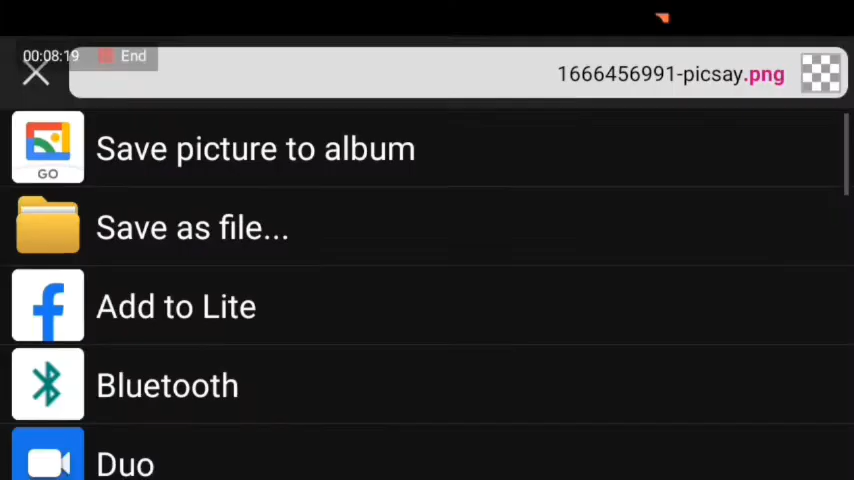 00:08:19 End
1666456991-picsay.png
GO
Save picture to album
Save as file...
Add to Lite
Bluetooth
Duo